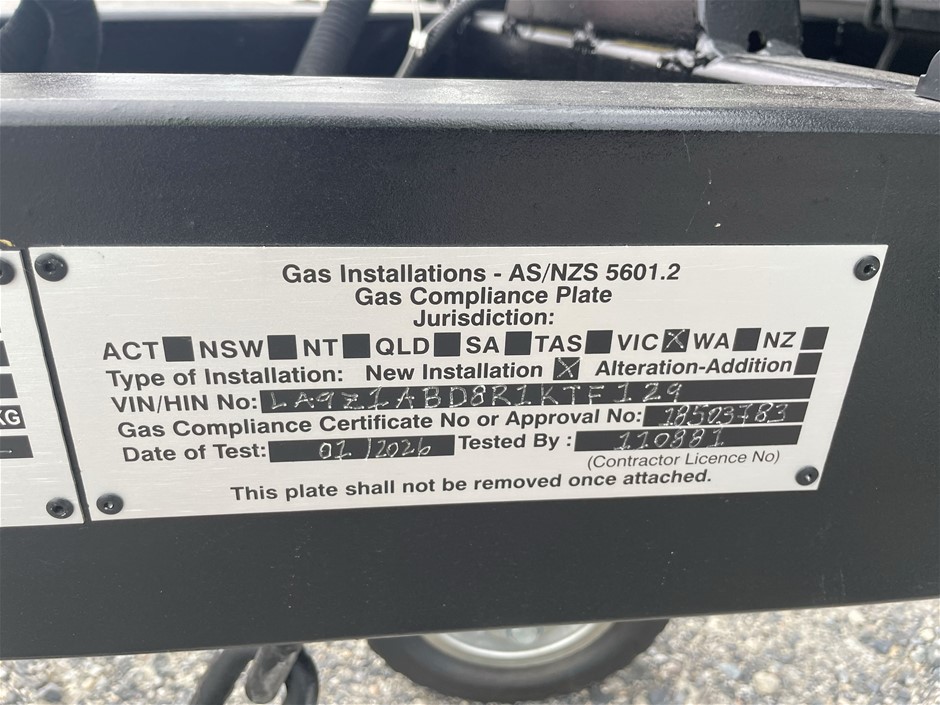 Gas Installations - AS/NZS 5601.2
Gas Compliance Plate
Jurisdiction:
ACT NSW NT QLD SA TAS VIC X WA NZ
Type of Installation: New Installation X Alteration-Addition
VIN/HIN No: LA9Z1ABD8R1KTF129
Gas Compliance Certificate No or Approval No: 18503783
Date of Test: 01/2026 Tested By : 110881
(Contractor Licence No)
This plate shall not be removed once attached.
KG